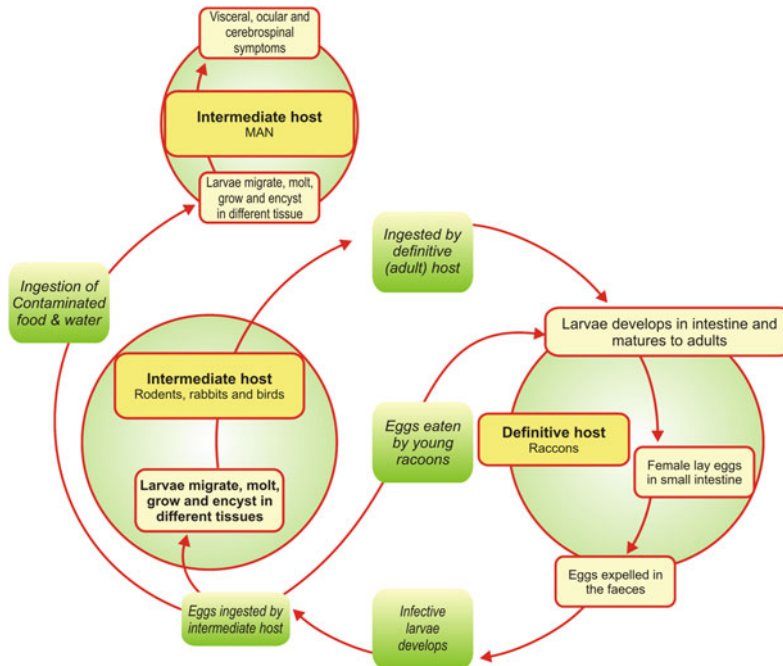 Visceral, ocular and
cerebrospinal
symptoms
Intermediate host
MAN
Larvae migrate, molt,
grow and encyst
in different tissue
Ingestion of
Contaminated
food & water
Ingested by
definitive
(adult) host
Larvae develops in intestine and
matures to adults
Intermediate host
Rodents, rabbits and birds
Larvae migrate, molt,
grow and encyst in
different tissues
Eggs eaten
by young
racoons
Definitive host
Raccons
Female lay eggs
in small intestine
Eggs expelled in
the faeces
Eggs ingested by
intermediate host
Infective
larvae
develops